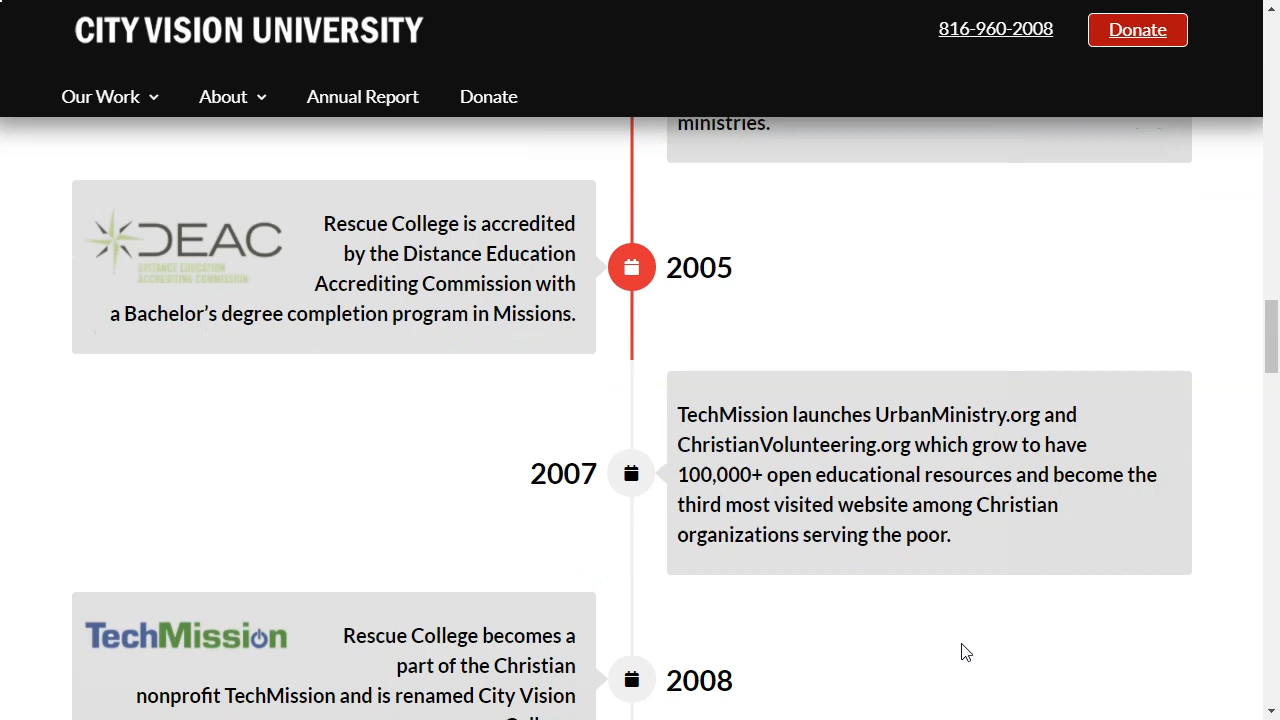 CITY VISION UNIVERSITY
816-960-2008
Donate
Our Work
About
Annual Report
Donate
ministries.
DEAC
DISTANCE EDUCATION
ACCREDITING COMMISSION
Rescue College is accredited
by the Distance Education
Accrediting Commission with
a Bachelor’s degree completion program in Missions.
2005
2007
TechMission launches UrbanMinistry.org and
ChristianVolunteering.org which grow to have
100,000+ open educational resources and become the
third most visited website among Christian
organizations serving the poor.
TechMission
Rescue College becomes a
part of the Christian
nonprofit TechMission and is renamed City Vision
2008